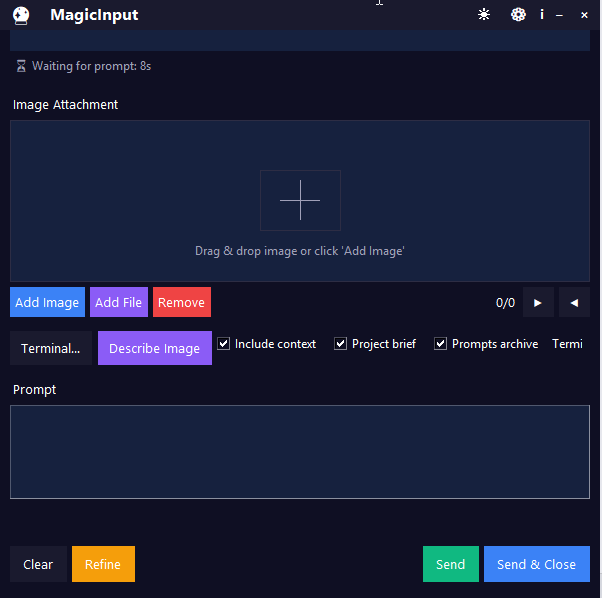 MagicInput i
Waiting for prompt: 8s
Image Attachment
Drag & drop image or click 'Add Image'
Add Image Add File Remove 0/0
Terminal... Describe Image Include context Project brief Prompts archive Termi
Prompt
Clear Refine Send Send & Close